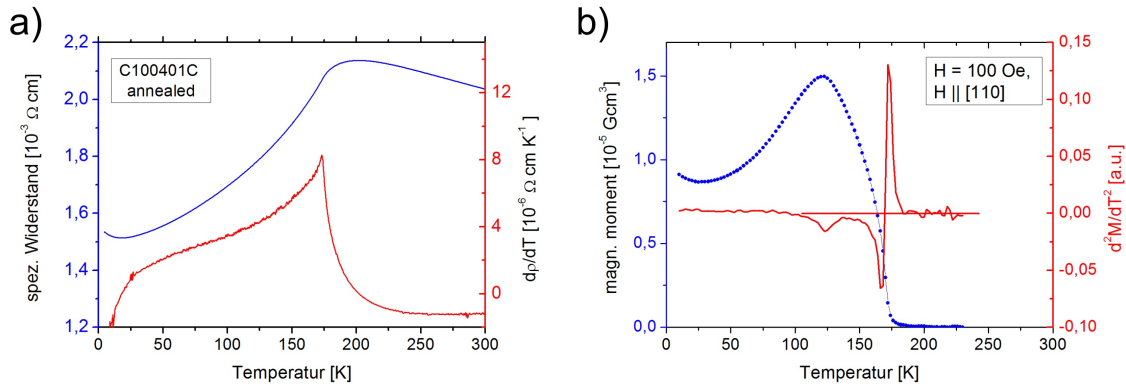 a)
2,2
2,0
1,8
1,6
1,4
1,2
spez. Widerstand [10⁻³ Ω cm]
C100401C
annealed
12
8
6
4
2
0
dρ/dT [10⁻⁶ Ω cm K⁻¹]
0 50 100 150 200 250 300
Temperatur [K]
b)
1,5
1,0
0,5
0,0
magn. moment [10⁻⁵ Gcm³]
H = 100 Oe,
H || [110]
0,15
0,10
0,05
0,00
-0,05
-0,10
d²M/dT² [a.u.]
0 50 100 150 200 250 300
Temperatur [K]